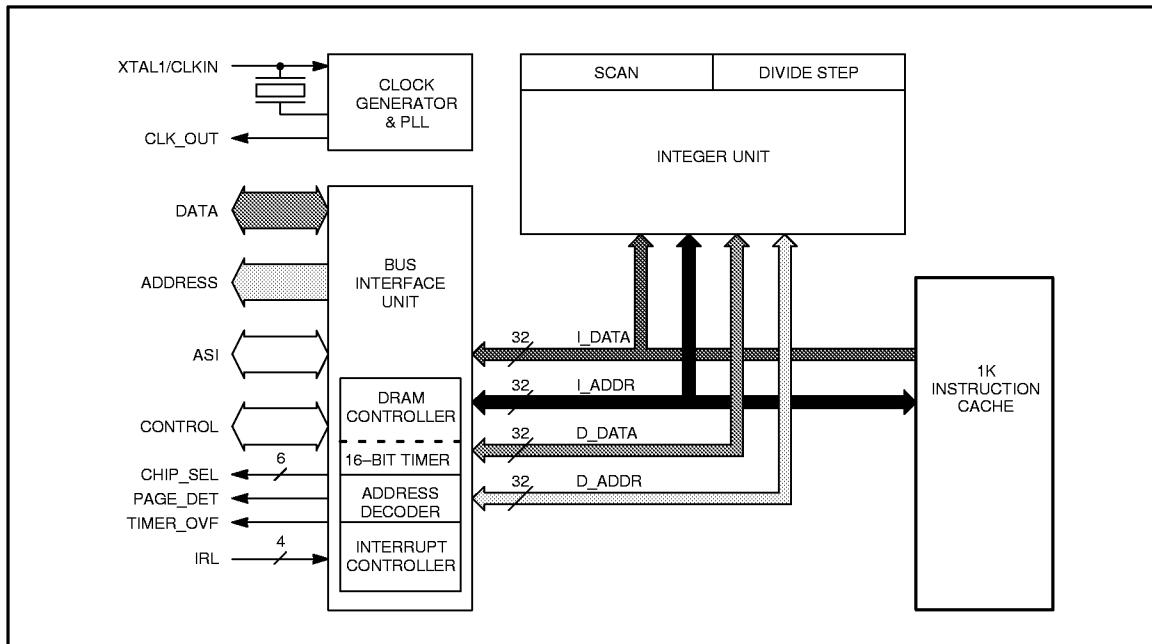 XTAL1/CLKIN
CLK_OUT
CLOCK
GENERATOR
& PLL
SCAN
DIVIDE STEP
INTEGER UNIT
DATA
ADDRESS
ASI
CONTROL
CHIP_SEL
6
PAGE_DET
TIMER_OVF
IRL
4
BUS
INTERFACE
UNIT
DRAM
CONTROLLER
16–BIT TIMER
ADDRESS
DECODER
INTERRUPT
CONTROLLER
32
I_DATA
32
I_ADDR
32
D_DATA
32
D_ADDR
1K
INSTRUCTION
CACHE